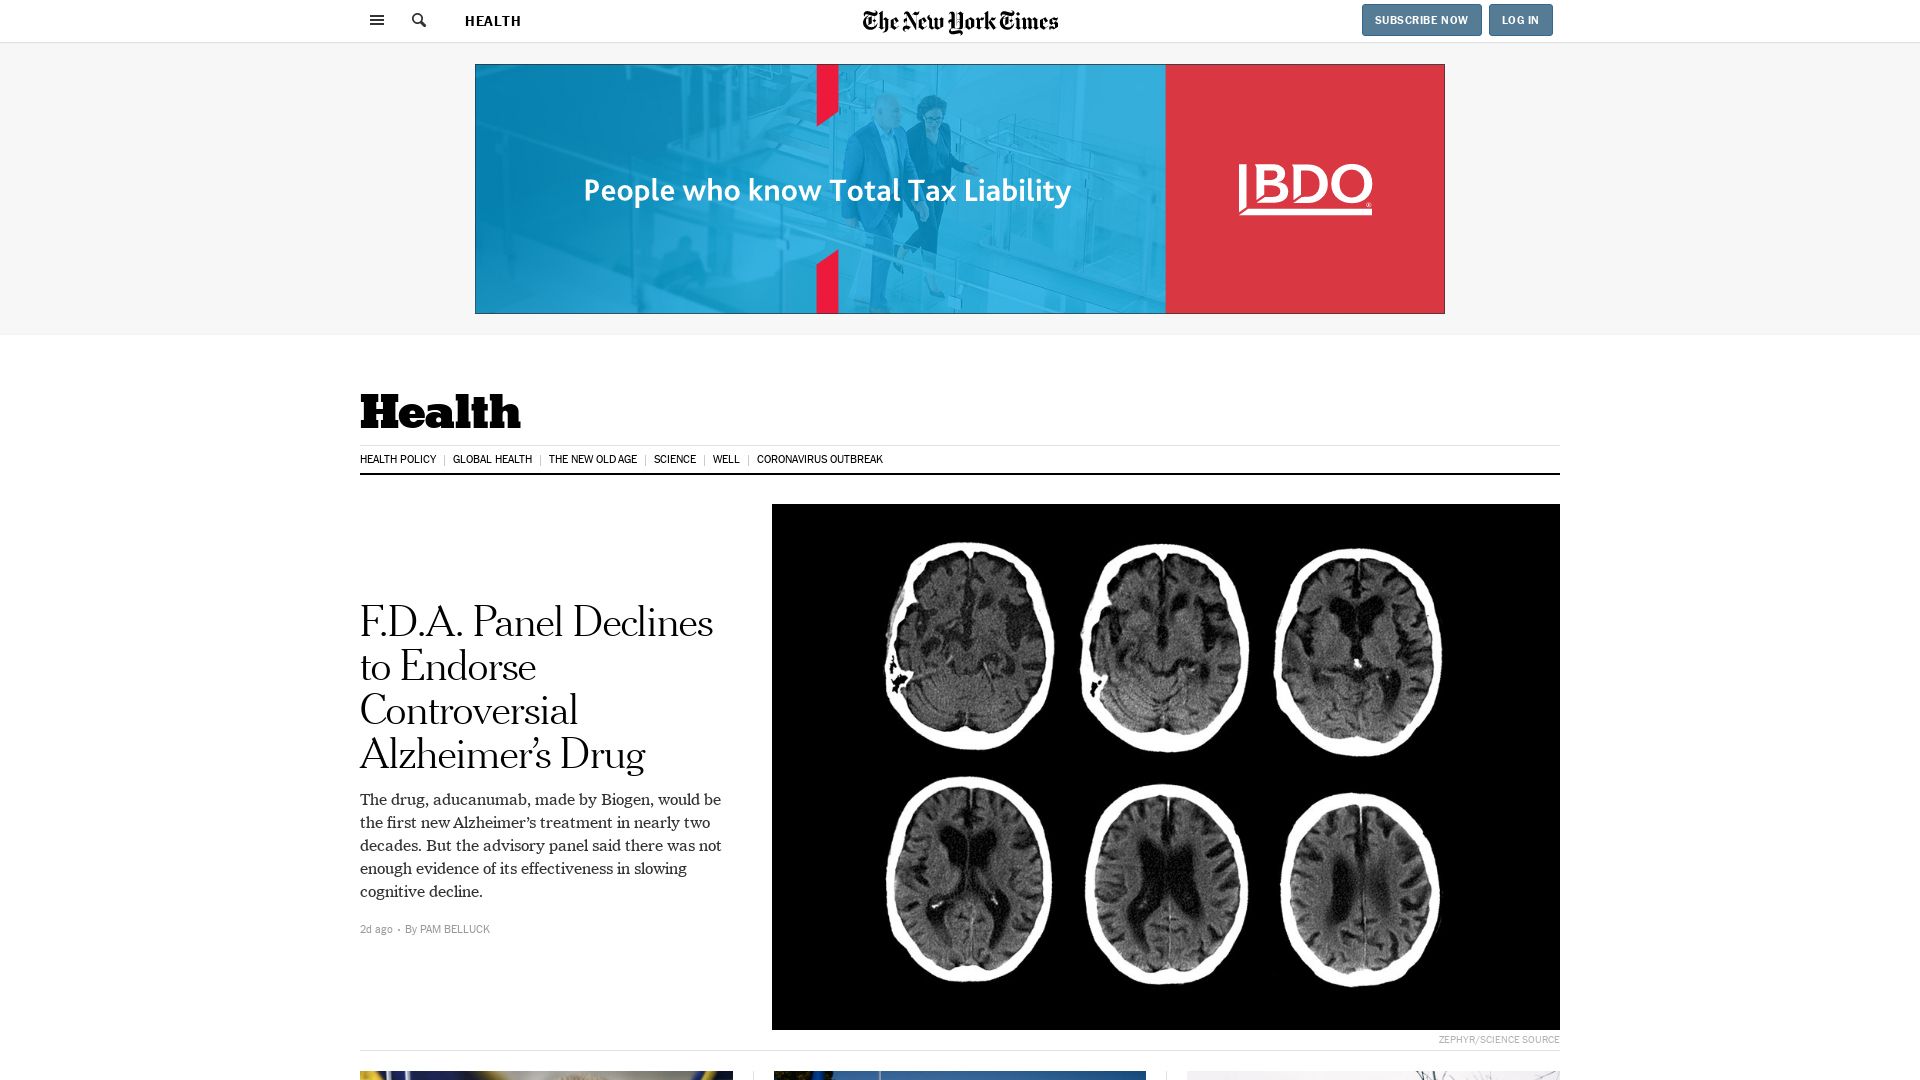 HEALTH
The New York Times
SUBSCRIBE NOW
LOG IN
People who know Total Tax Liability
BDO
®
Health
HEALTH POLICY
GLOBAL HEALTH
THE NEW OLD AGE
SCIENCE
WELL
CORONAVIRUS OUTBREAK
F.D.A. Panel Declines
to Endorse
Controversial
Alzheimer’s Drug
The drug, aducanumab, made by Biogen, would be
the first new Alzheimer’s treatment in nearly two
decades. But the advisory panel said there was not
enough evidence of its effectiveness in slowing
cognitive decline.
2d ago • By PAM BELLUCK
ZEPHYR/SCIENCE SOURCE